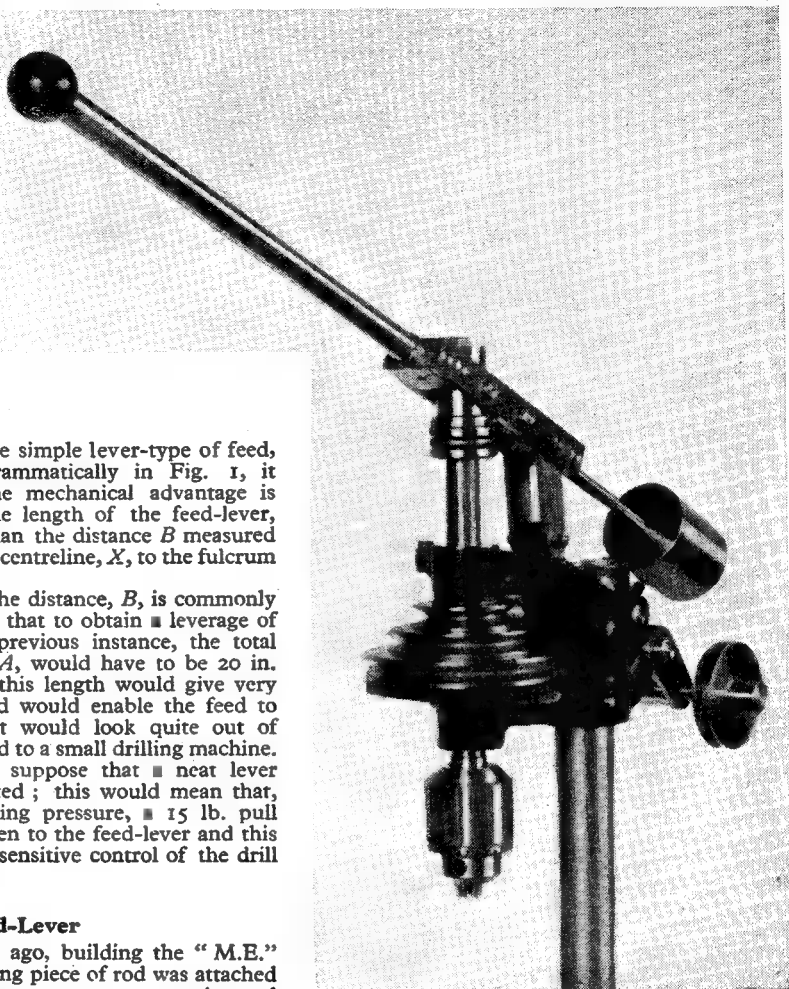 e simple lever-type of feed,
rammatically in Fig. 1, it
e mechanical advantage is
e length of the feed-lever,
an the distance B measured
centreline, X, to the fulcrum
he distance, B, is commonly
that to obtain ■ leverage of
previous instance, the total
A, would have to be 20 in.
this length would give very
d would enable the feed to
t would look quite out of
d to a small drilling machine.
suppose that ■ neat lever
ted ; this would mean that,
ing pressure, ■ 15 lb. pull
en to the feed-lever and this
sensitive control of the drill
d-Lever
ago, building the “ M.E.”
ng piece of rod was attached